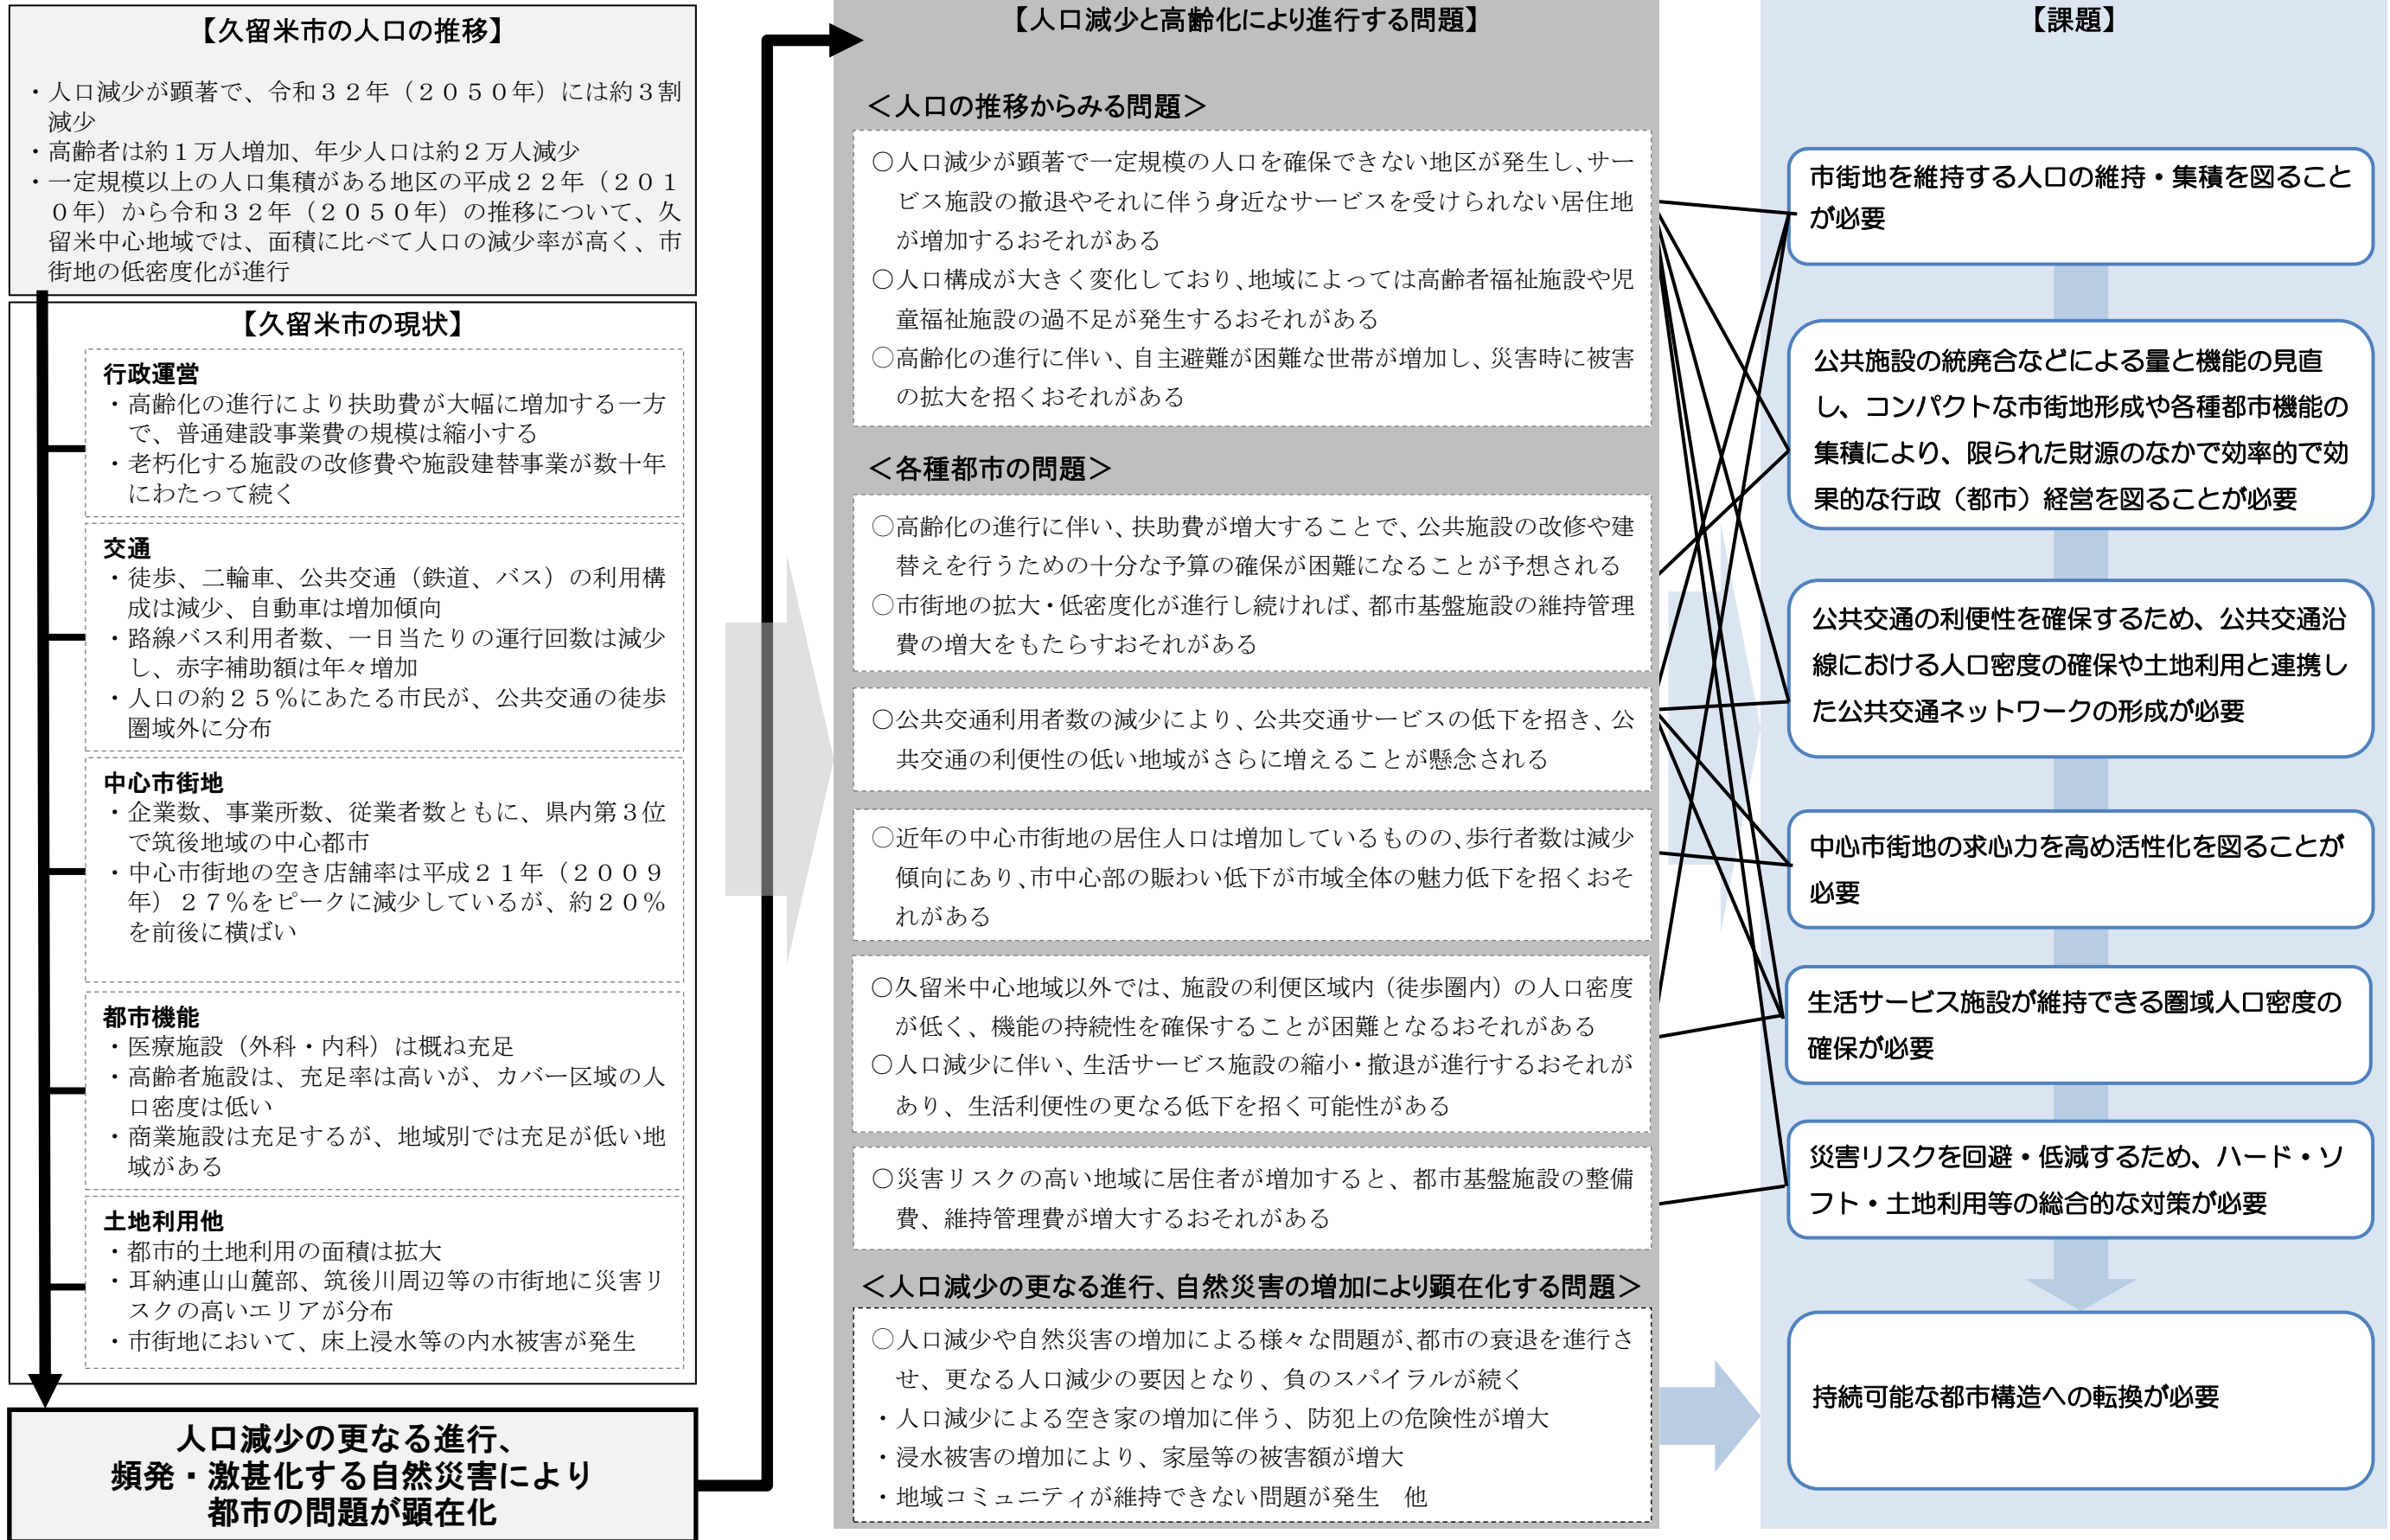 【久留米市の人口の推移】
・人口減少が顕著で、令和３２年（２０５０年）には約３割
減少
・高齢者は約１万人増加、年少人口は約２万人減少
・一定規模以上の人口集積がある地区の平成２２年（２０１
０年）から令和３２年（２０５０年）の推移について、久
留米中心地域では、面積に比べて人口の減少率が高く、市
街地の低密度化が進行
【久留米市の現状】
行政運営
・高齢化の進行により扶助費が大幅に増加する一方
で、普通建設事業費の規模は縮小する
・老朽化する施設の改修費や施設建替事業が数十年
にわたって続く
交通
・徒歩、二輪車、公共交通（鉄道、バス）の利用構
成は減少、自動車は増加傾向
・路線バス利用者数、一日当たりの運行回数は減少
し、赤字補助額は年々増加
・人口の約２５％にあたる市民が、公共交通の徒歩
圏域外に分布
中心市街地
・企業数、事業所数、従業者数ともに、県内第３位
で筑後地域の中心都市
・中心市街地の空き店舗率は平成２１年（２００９
年）２７％をピークに減少しているが、約２０％
を前後に横ばい
都市機能
・医療施設（外科・内科）は概ね充足
・高齢者施設は、充足率は高いが、カバー区域の人
口密度は低い
・商業施設は充足するが、地域別では充足が低い地
域がある
土地利用他
・都市的土地利用の面積は拡大
・耳納連山山麓部、筑後川周辺等の市街地に災害リ
スクの高いエリアが分布
・市街地において、床上浸水等の内水被害が発生
人口減少の更なる進行、
頻発・激甚化する自然災害により
都市の問題が顕在化
【人口減少と高齢化により進行する問題】
＜人口の推移からみる問題＞
○人口減少が顕著で一定規模の人口を確保できない地区が発生し、サー
ビス施設の撤退やそれに伴う身近なサービスを受けられない居住地
が増加するおそれがある
○人口構成が大きく変化しており、地域によっては高齢者福祉施設や児
童福祉施設の過不足が発生するおそれがある
○高齢化の進行に伴い、自主避難が困難な世帯が増加し、災害時に被害
の拡大を招くおそれがある
＜各種都市の問題＞
○高齢化の進行に伴い、扶助費が増大することで、公共施設の改修や建
替えを行うための十分な予算の確保が困難になることが予想される
○市街地の拡大・低密度化が進行し続ければ、都市基盤施設の維持管理
費の増大をもたらすおそれがある
○公共交通利用者数の減少により、公共交通サービスの低下を招き、公
共交通の利便性の低い地域がさらに増えることが懸念される
○近年の中心市街地の居住人口は増加しているものの、歩行者数は減少
傾向にあり、市中心部の賑わい低下が市域全体の魅力低下を招くおそ
れがある
○久留米中心地域以外では、施設の利便区域内（徒歩圏内）の人口密度
が低く、機能の持続性を確保することが困難となるおそれがある
○人口減少に伴い、生活サービス施設の縮小・撤退が進行するおそれが
あり、生活利便性の更なる低下を招く可能性がある
○災害リスクの高い地域に居住者が増加すると、都市基盤施設の整備
費、維持管理費が増大するおそれがある
＜人口減少の更なる進行、自然災害の増加により顕在化する問題＞
○人口減少や自然災害の増加による様々な問題が、都市の衰退を進行さ
せ、更なる人口減少の要因となり、負のスパイラルが続く
・人口減少による空き家の増加に伴う、防犯上の危険性が増大
・浸水被害の増加により、家屋等の被害額が増大
・地域コミュニティが維持できない問題が発生　他
【課題】
市街地を維持する人口の維持・集積を図ること
が必要
公共施設の統廃合などによる量と機能の見直
し、コンパクトな市街地形成や各種都市機能の
集積により、限られた財源のなかで効率的で効
果的な行政（都市）経営を図ることが必要
公共交通の利便性を確保するため、公共交通沿
線における人口密度の確保や土地利用と連携し
た公共交通ネットワークの形成が必要
中心市街地の求心力を高め活性化を図ることが
必要
生活サービス施設が維持できる圏域人口密度の
確保が必要
災害リスクを回避・低減するため、ハード・ソ
フト・土地利用等の総合的な対策が必要
持続可能な都市構造への転換が必要